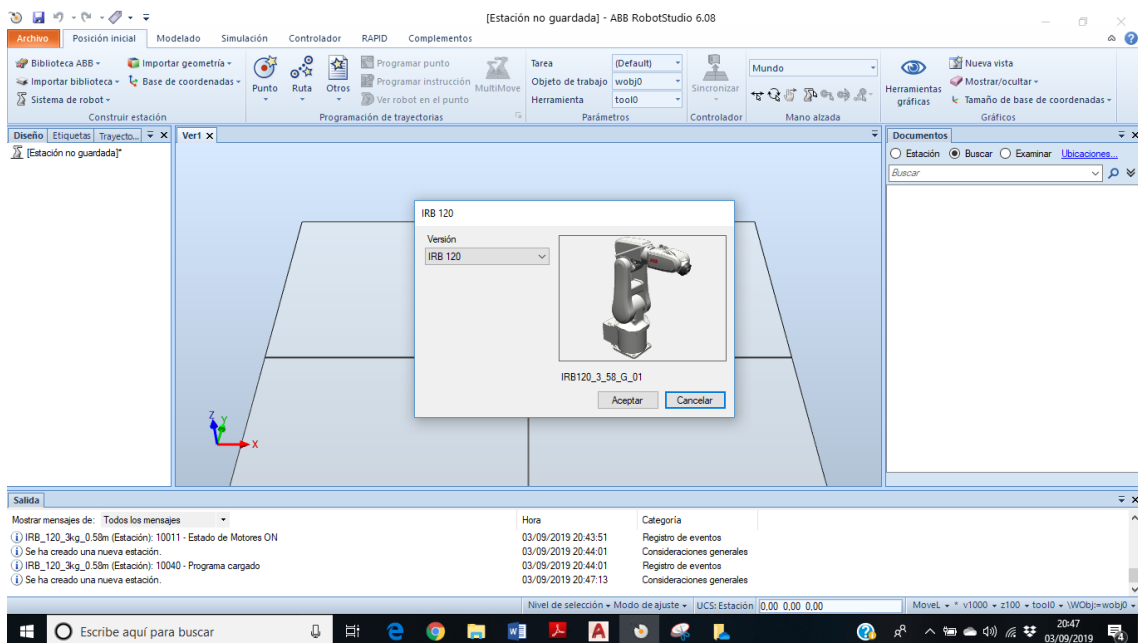 [Estación no guardada] - ABB RobotStudio 6.08
Archivo Posición inicial Modelado Simulación Controlador RAPID Complementos
Biblioteca ABB
Importar biblioteca
Sistema de robot
Importar geometría
Base de coordenadas
Construir estación
Punto Ruta Otros
Programar punto
Programar instrucción
Ver robot en el punto
MultiMove
Programación de trayectorias
Tarea (Default)
Objeto de trabajo wobj0
Herramienta tool0
Parámetros
Sincronizar
Controlador
Mundo
Mano alzada
Herramientas
gráficas
Nueva vista
Mostrar/ocultar
Tamaño de base de coordenadas
Gráficos
Diseño Etiquetas Trayecto...
[Estación no guardada]*
Ver1
Documentos
Estación Buscar Examinar Ubicaciones...
Buscar
IRB 120
Versión
IRB 120
ABB
IRB120_3_58_G_01
Aceptar Cancelar
Z
Y
X
Salida
Mostrar mensajes de: Todos los mensajes Hora Categoría
IRB_120_3kg_0.58m (Estación): 10011 - Estado de Motores ON 03/09/2019 20:43:51 Registro de eventos
Se ha creado una nueva estación. 03/09/2019 20:44:01 Consideraciones generales
IRB_120_3kg_0.58m (Estación): 10040 - Programa cargado 03/09/2019 20:44:01 Registro de eventos
Se ha creado una nueva estación. 03/09/2019 20:47:13 Consideraciones generales
Nivel de selección Modo de ajuste UCS: Estación 0,00 0,00 0,00 MoveL * v1000 z100 tool0 \WObj:=wobj0
Escribe aquí para buscar
20:47
03/09/2019